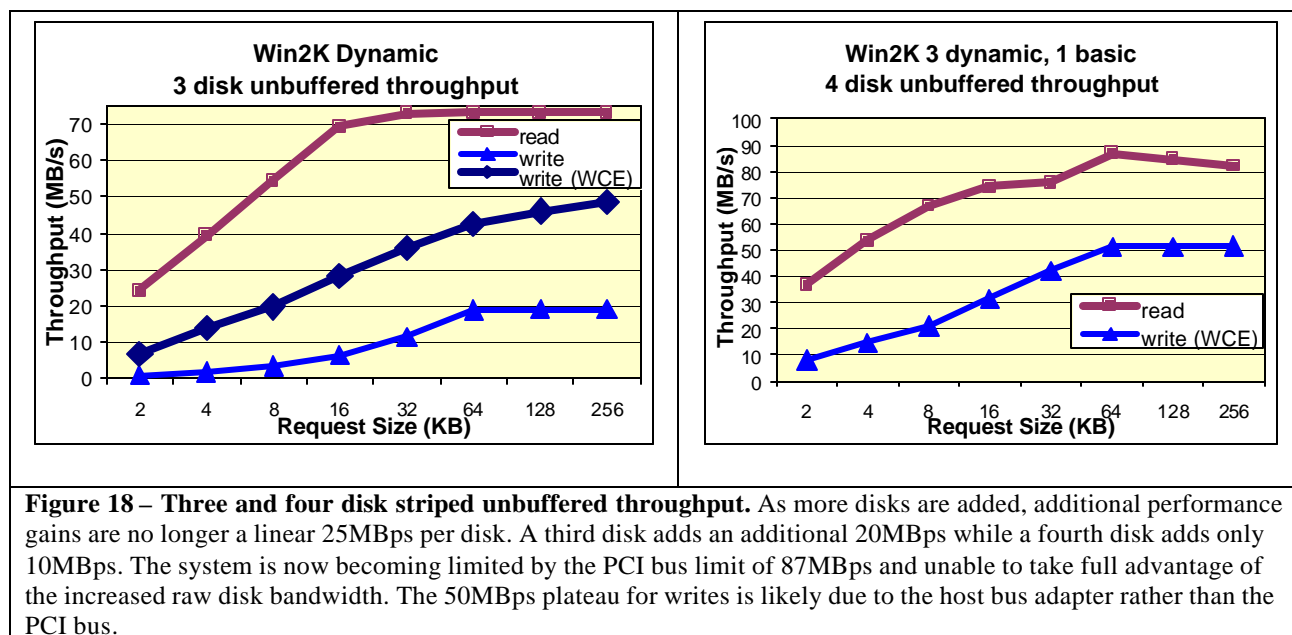 Win2K Dynamic
3 disk unbuffered throughput
Throughput (MB/s)
70
60
50
40
30
20
10
0
read
write
write (WCE)
2 4 8 16 32 64 128 256
Request Size (KB)
Win2K 3 dynamic, 1 basic
4 disk unbuffered throughput
Throughput (MB/s)
100
90
80
70
60
50
40
30
20
10
0
read
write (WCE)
2 4 8 16 32 64 128 256
Request Size (KB)
Figure 18 – Three and four disk striped unbuffered throughput. As more disks are added, additional performance
gains are no longer a linear 25MBps per disk. A third disk adds an additional 20MBps while a fourth disk adds only
10MBps. The system is now becoming limited by the PCI bus limit of 87MBps and unable to take full advantage of
the increased raw disk bandwidth. The 50MBps plateau for writes is likely due to the host bus adapter rather than the
PCI bus.